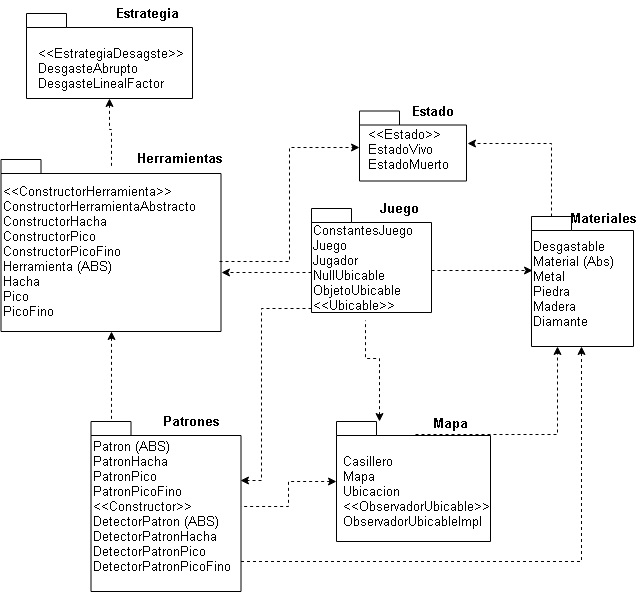 Estrategia
<<EstrategiaDesagste>>
DesgasteAbrupto
DesgasteLinealFactor
Estado
<<Estado>>
EstadoVivo
EstadoMuerto
Herramientas
<<ConstructorHerramienta>>
ConstructorHerramientaAbstracto
ConstructorHacha
ConstructorPico
ConstructorPicoFino
Herramienta (ABS)
Hacha
Pico
PicoFino
Juego
ConstantesJuego
Juego
Jugador
NullUbicable
ObjetoUbicable
<<Ubicable>>
Materiales
Desgastable
Material (Abs)
Metal
Piedra
Madera
Diamante
Patrones
Patron (ABS)
PatronHacha
PatronPico
PatronPicoFino
<<Constructor>>
DetectorPatron (ABS)
DetectorPatronHacha
DetectorPatronPico
DetectorPatronPicoFino
Mapa
Casillero
Mapa
Ubicacion
<<ObservadorUbicable>>
ObservadorUbicableImpl